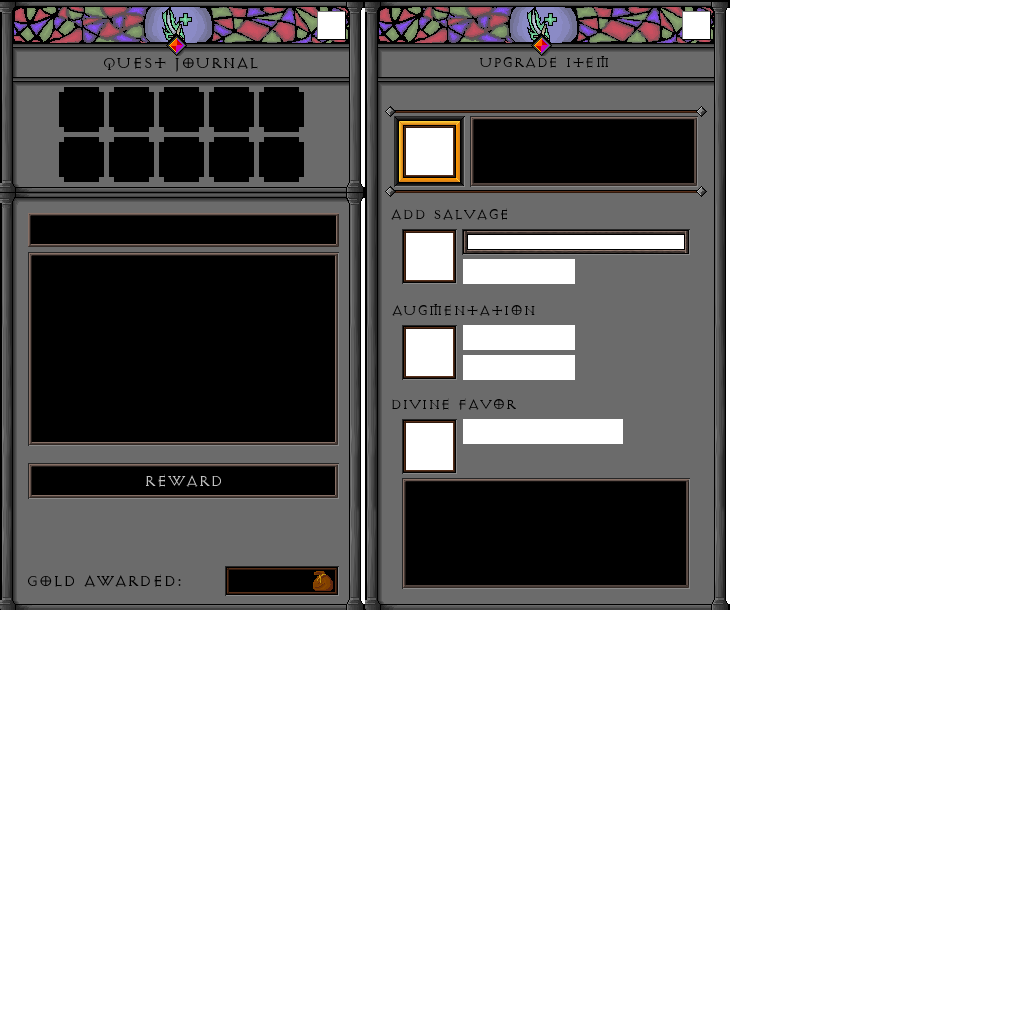 QUEST JOURNAL
REWARD
GOLD AWARDED:
UPGRADE ITEM
ADD SALVAGE
AUGMENTATION
DIVINE FAVOR